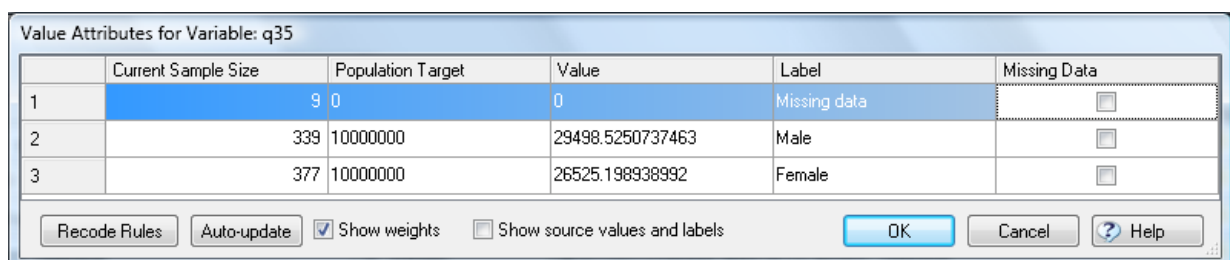 Value Attributes for Variable: q35
Current Sample Size Population Target Value Label Missing Data
1 9 0 0 Missing data
2 339 10000000 29498.5250737463 Male
3 377 10000000 26525.198938992 Female
Recode Rules Auto-update Show weights Show source values and labels OK Cancel ? Help